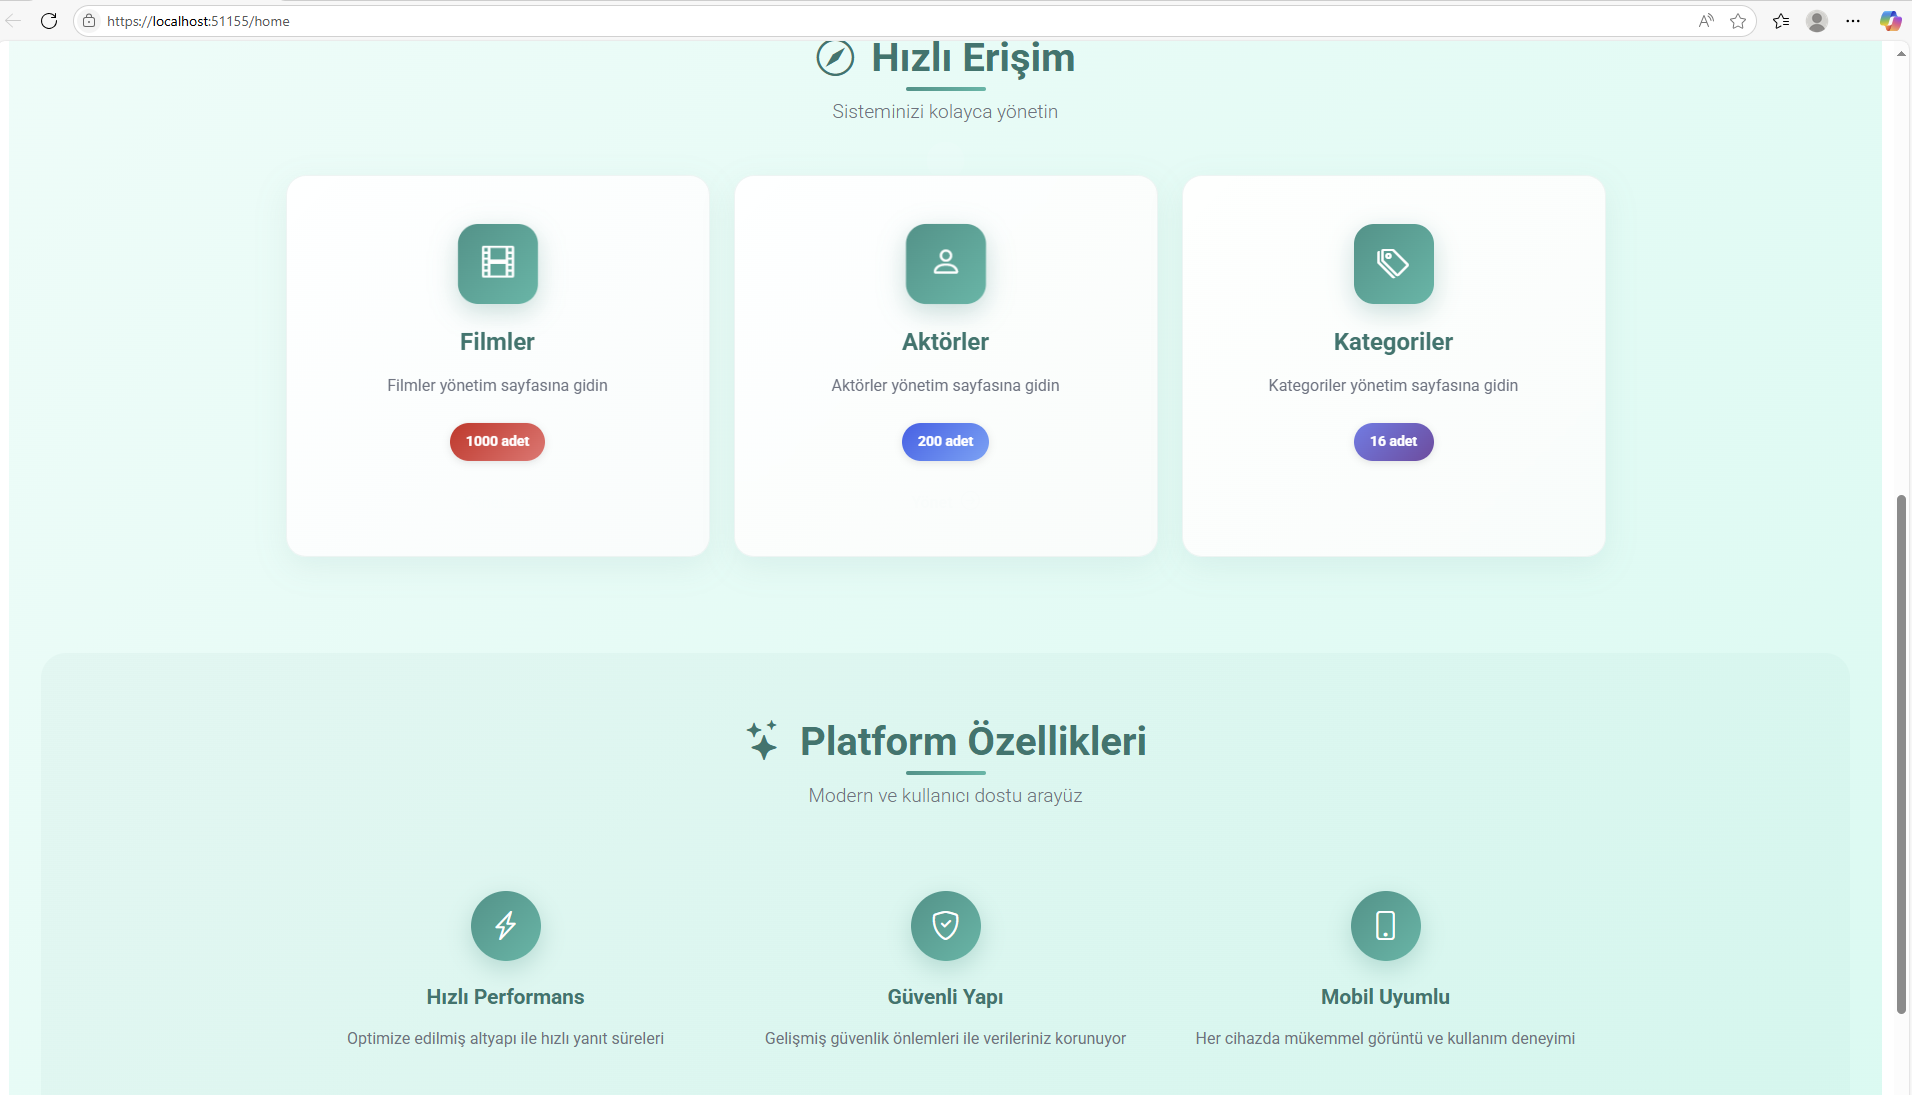 https://localhost:51155/home
Hızlı Erişim
Sisteminizi kolayca yönetin
Filmler
Filmler yönetim sayfasına gidin
1000 adet
Aktörler
Aktörler yönetim sayfasına gidin
200 adet
Kategoriler
Kategoriler yönetim sayfasına gidin
16 adet
Platform Özellikleri
Modern ve kullanıcı dostu arayüz
Hızlı Performans
Optimize edilmiş altyapı ile hızlı yanıt süreleri
Güvenli Yapı
Gelişmiş güvenlik önlemleri ile verileriniz korunuyor
Mobil Uyumlu
Her cihazda mükemmel görüntü ve kullanım deneyimi